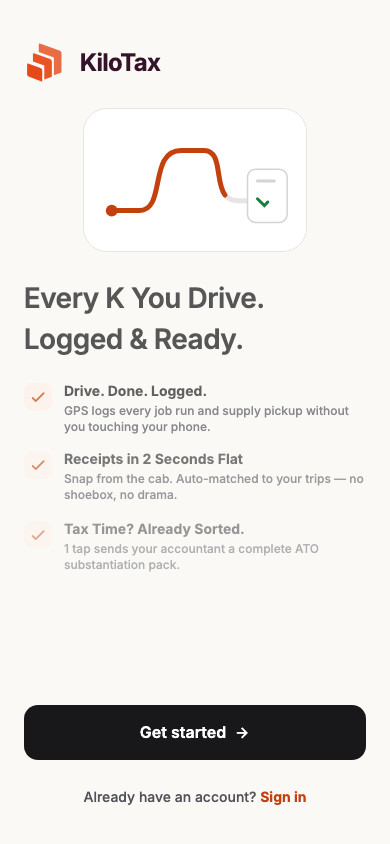 KiloTax
Every K You Drive.
Logged & Ready.
Drive. Done. Logged.
GPS logs every job run and supply pickup without
you touching your phone.
Receipts in 2 Seconds Flat
Snap from the cab. Auto-matched to your trips — no
shoebox, no drama.
Tax Time? Already Sorted.
1 tap sends your accountant a complete ATO
substantiation pack.
Get started →
Already have an account? Sign in